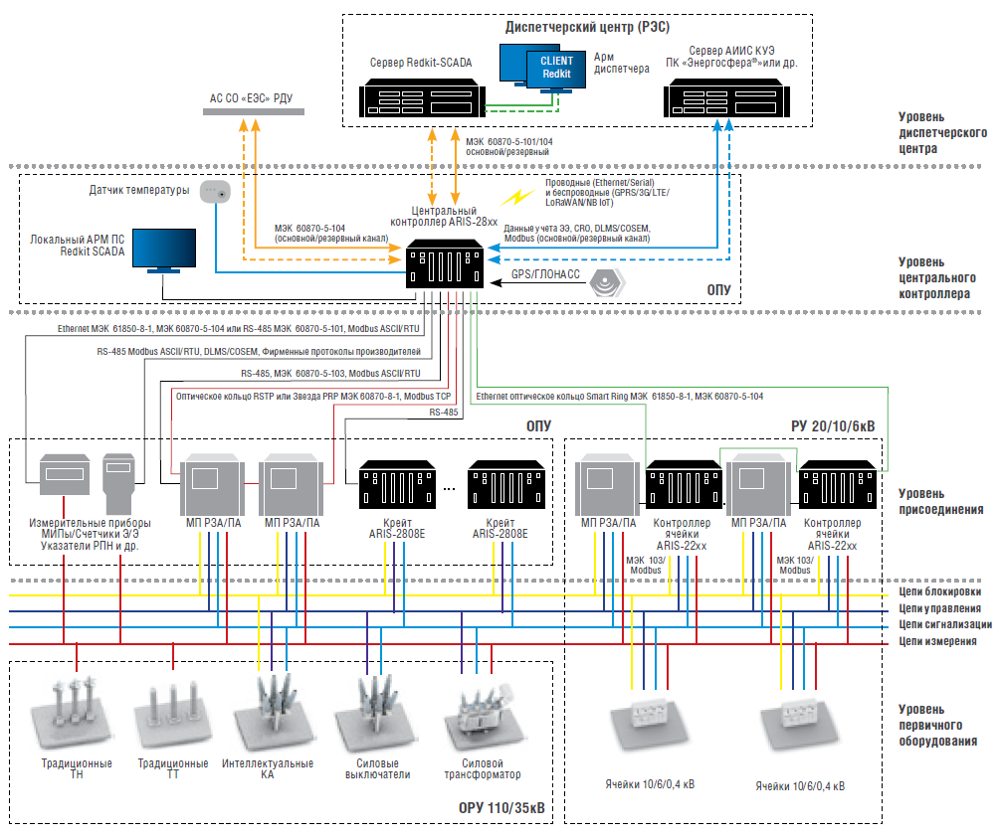 Диспетчерский центр (РЭС)
Сервер Redkit-SCADA
CLIENT
Redkit
Арм
диспетчера
Сервер АИИС КУЭ
ПК «Энергосфера®»или др.
АС СО «ЕЭС» РДУ
Уровень
диспетчерского
центра
МЭК 60870-5-101/104
основной/резервный
Датчик температуры
Проводные (Ethernet/Serial)
и беспроводные (GPRS/3G/LTE/
LoRaWAN/NB IoT)
Центральный
контроллер ARIS-28xx
Локальный АРМ ПС
Redkit SCADA
МЭК 60870-5-104
(основной/резервный канал)
Данные учета ЭЭ, CRO, DLMS/COSEM,
Modbus (основной/резервный канал)
GPS/ГЛОНАСС
ОПУ
Уровень
центрального
контроллера
Ethernet МЭК 61850-8-1, МЭК 60870-5-104 или RS-485 МЭК 60870-5-101, Modbus ASCII/RTU
RS-485 Modbus ASCII/RTU, DLMS/COSEM, Фирменные протоколы производителей
RS-485, МЭК 60870-5-103, Modbus ASCII/RTU
Оптическое кольцо RSTP или Звезда PRP МЭК 60870-8-1, Modbus TCP
Ethernet оптическое кольцо Smart Ring МЭК 61850-8-1, МЭК 60870-5-104
RS-485
ОПУ
РУ 20/10/6кВ
...
Уровень
присоединения
Измерительные приборы
МИПы/Счетчики Э/Э
Указатели РПН и др.
МП РЗА/ПА
МП РЗА/ПА
Крейт
ARIS-2808E
Крейт
ARIS-2808E
МП РЗА/ПА
Контроллер
ячейки
ARIS-22xx
МП РЗА/ПА
Контроллер
ячейки
ARIS-22xx
МЭК 103/
Modbus
МЭК 103/
Modbus
Цепи блокировки
Цепи управления
Цепи сигнализации
Цепи измерения
Традиционные
ТН
Традиционные
ТТ
Интеллектуальные
КА
Силовые
выключатели
Силовой
трансформатор
Ячейки 10/6/0,4 кВ
Ячейки 10/6/0,4 кВ
Уровень
первичного
оборудования
ОРУ 110/35кВ